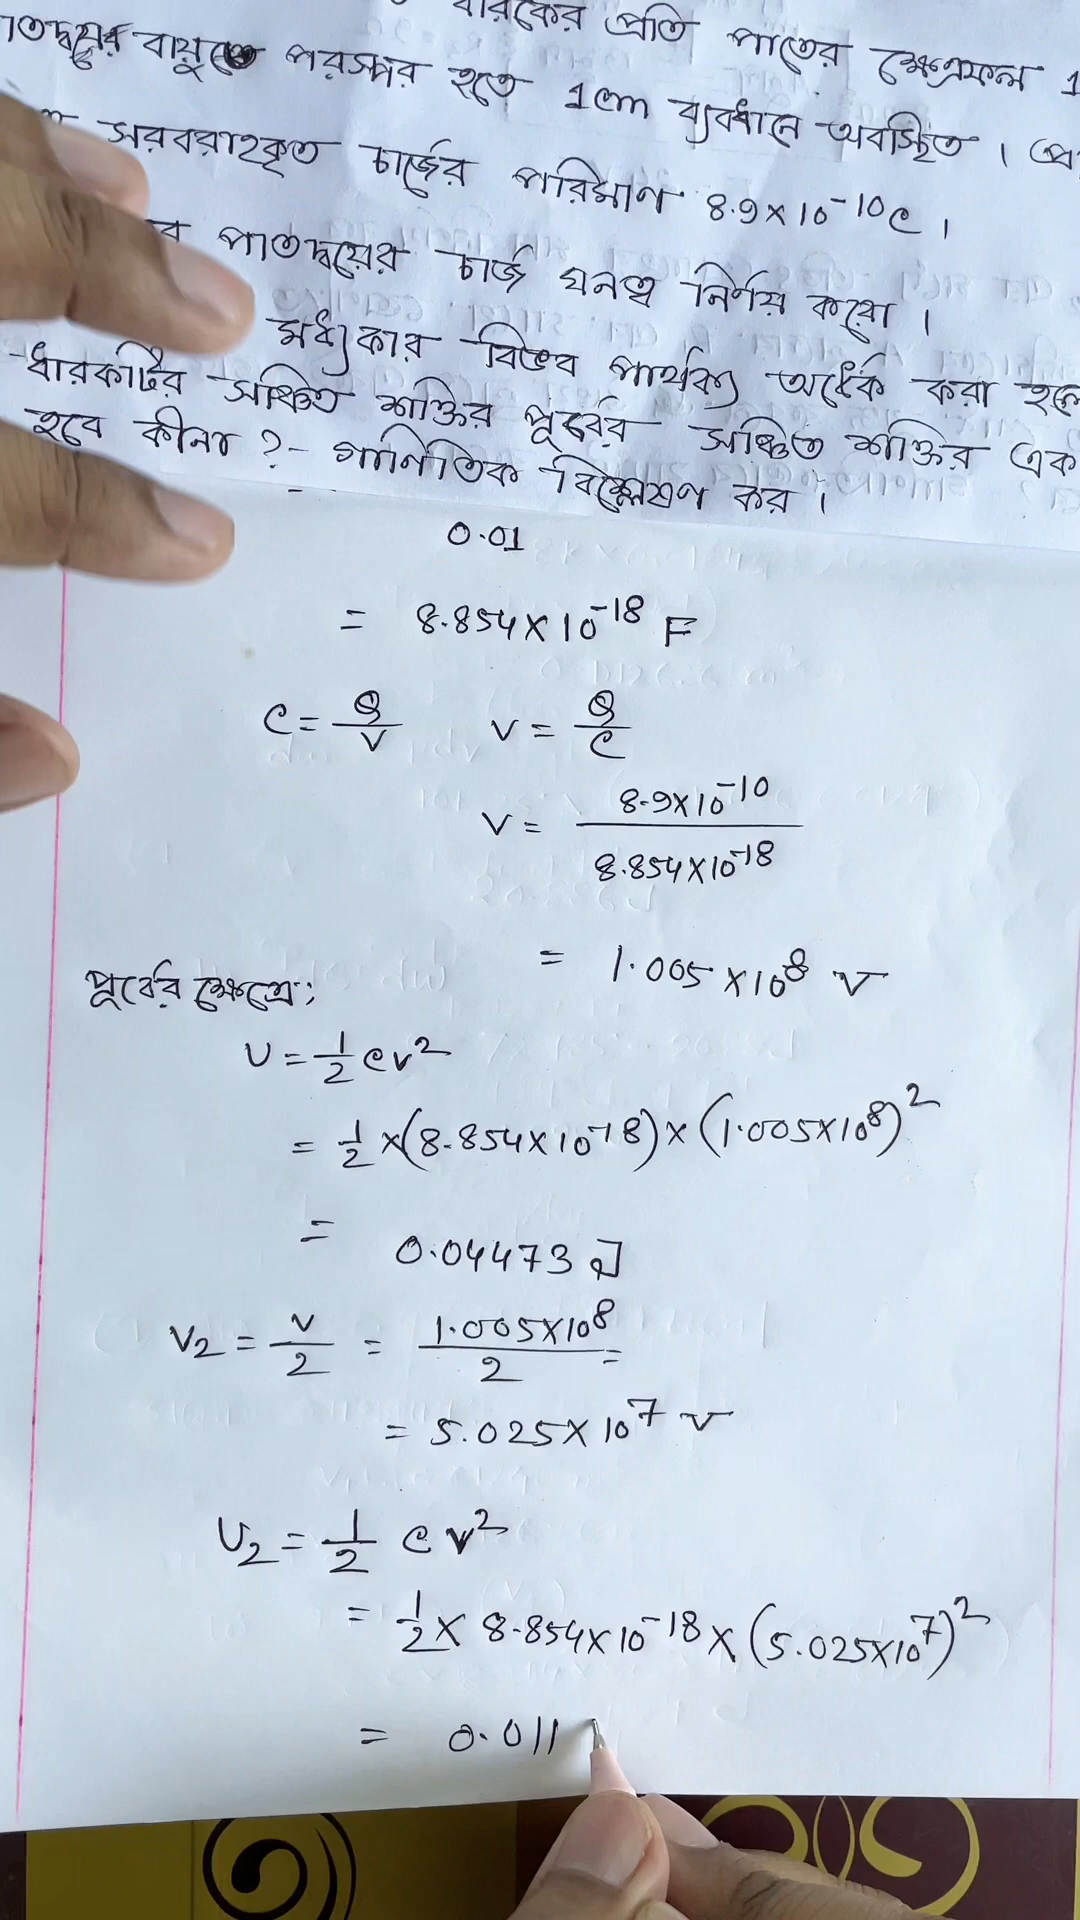 ধারকের প্রতি পাতের ক্ষেত্রফল 1
পাতদ্বয়ের বায়ুতে পরস্পর হতে 1cm ব্যবধানে অবস্থিত। প্র
সরবরাহকৃত চার্জের পরিমাণ 8.9×10⁻¹⁰C।
পাতদ্বয়ের চার্জ ঘনত্ব নির্ণয় করো।
মধ্যকার বিভব পার্থক্য অর্ধেক করা হলে
ধারকটির সঞ্চিত শক্তির পূর্বের সঞ্চিত শক্তির এক
হবে কীনা?- গাণিতিক বিশ্লেষণ কর।
0.01
= 8.854×10⁻¹⁸ F
C = Q/V V = Q/C
V = 8.9×10⁻¹⁰ / 8.854×10⁻¹⁸
= 1.005×10⁸ V
পূর্বের ক্ষেত্রে;
U = 1/2 CV²
= 1/2 ×(8.854×10⁻¹⁸)×(1.005×10⁸)²
= 0.04473 J
V₂ = V/2 = 1.005×10⁸/2 =
= 5.025×10⁷ V
U₂ = 1/2 CV²
= 1/2 × 8.854×10⁻¹⁸×(5.025×10⁷)²
= 0.011